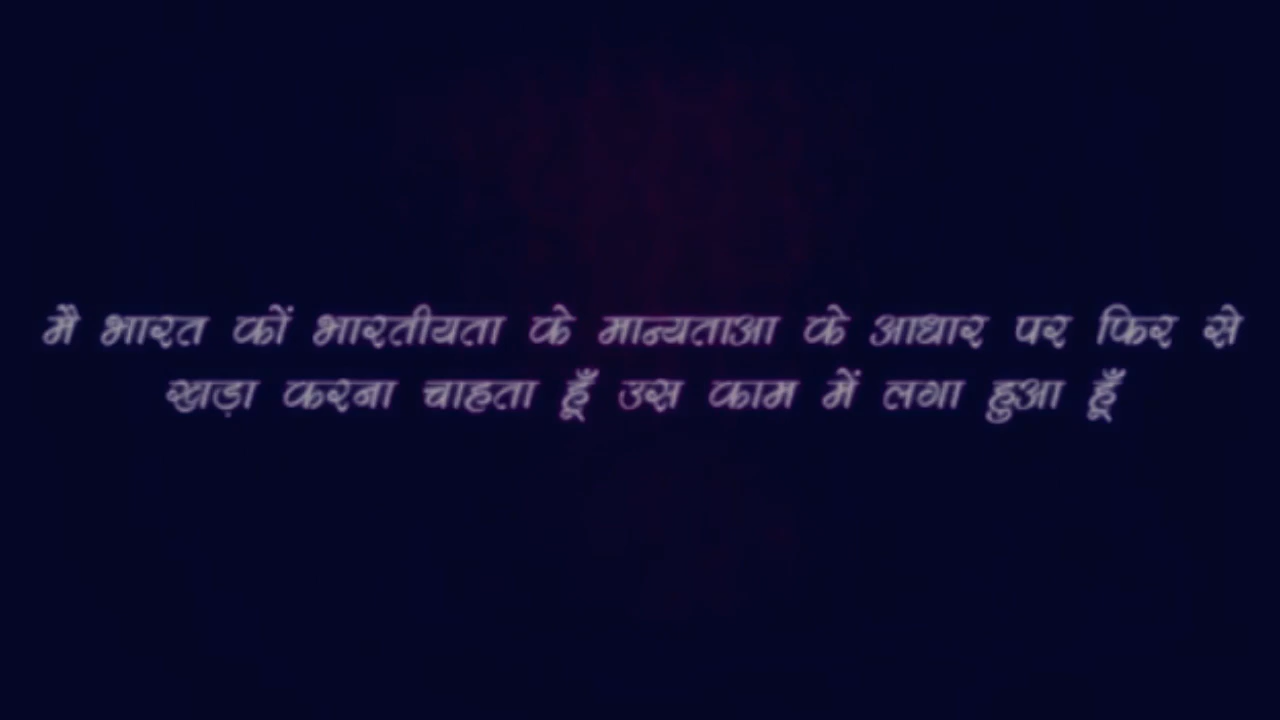 मै भारत कों भारतीयता के मान्यताआ के आधार पर फिर से
खड़ा करना चाहता हूँ उस काम में लगा हुआ हूँ